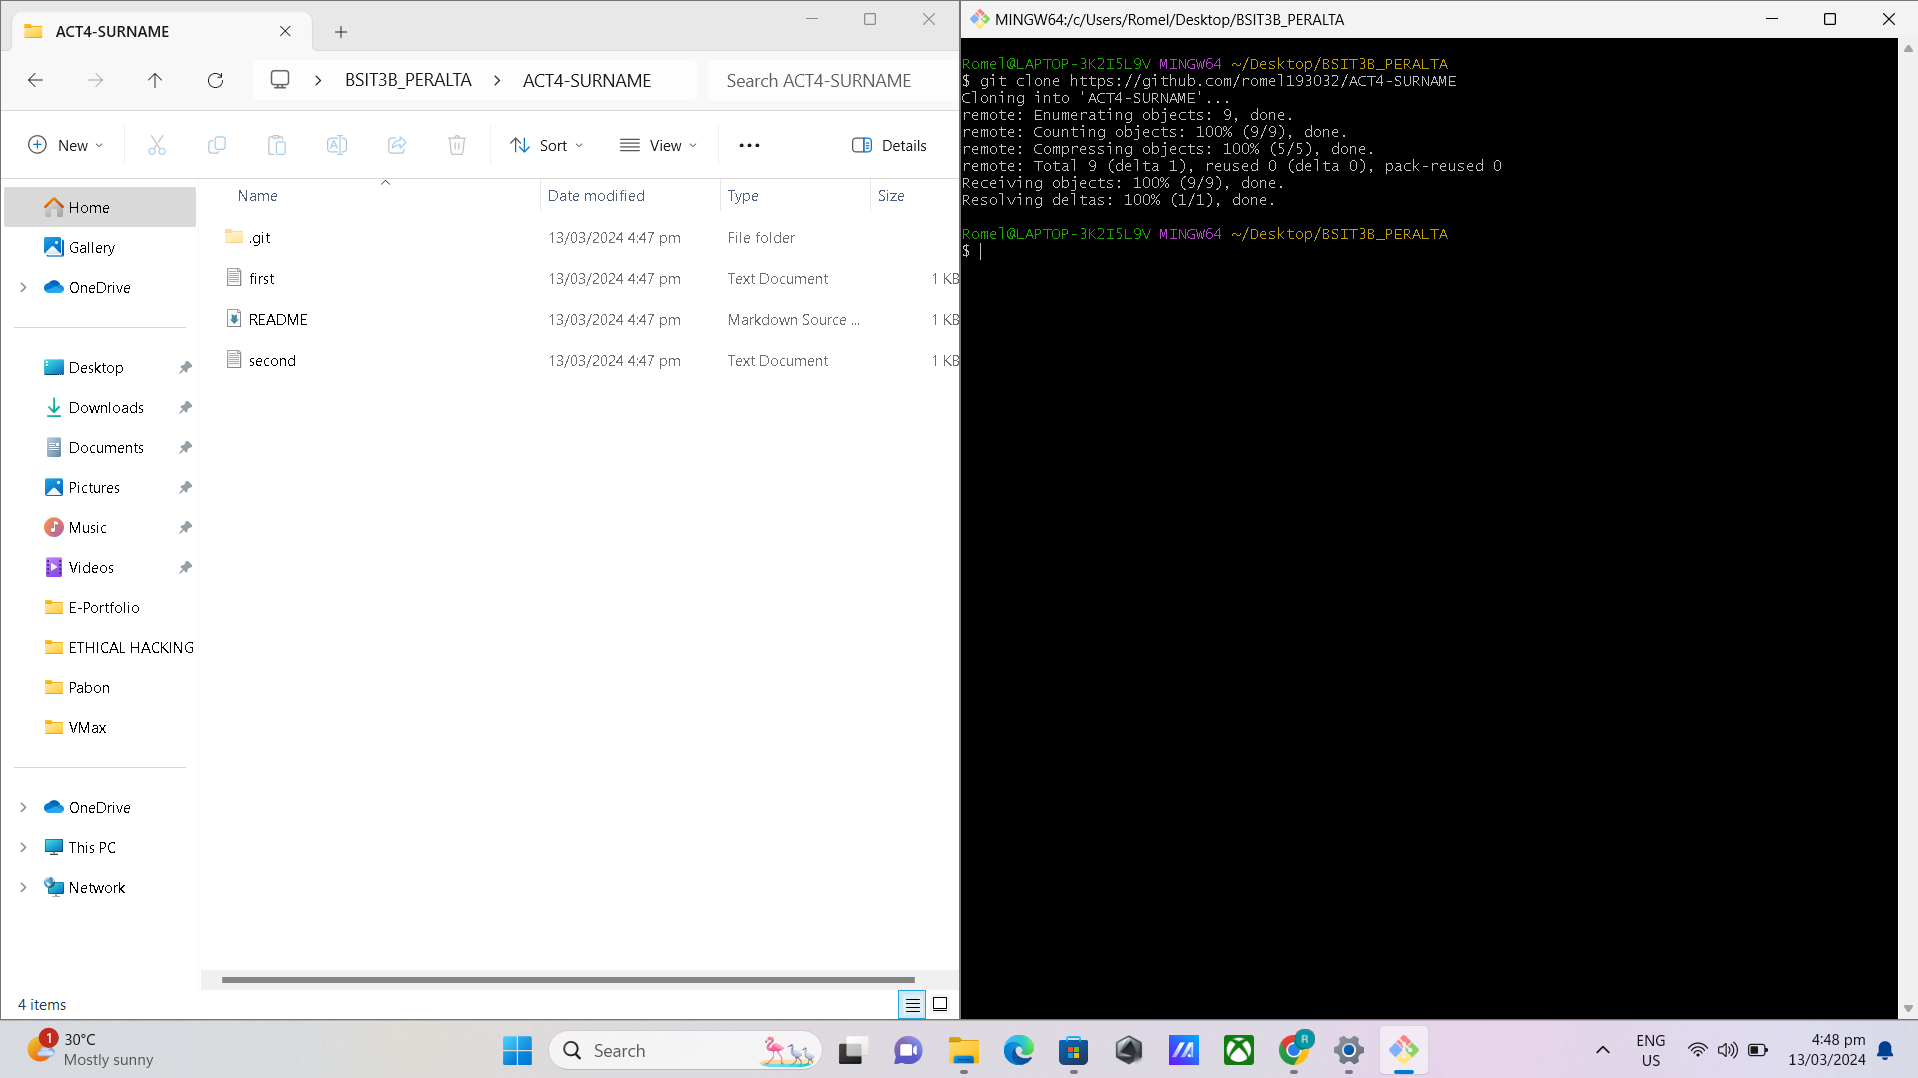 ACT4-SURNAME
BSIT3B_PERALTA
ACT4-SURNAME
Search ACT4-SURNAME
New
Sort
View
Details
Name
Date modified
Type
Size
.git
13/03/2024 4:47 pm
File folder
first
13/03/2024 4:47 pm
Text Document
1 KB
README
13/03/2024 4:47 pm
Markdown Source ...
1 KB
second
13/03/2024 4:47 pm
Text Document
1 KB
Home
Gallery
OneDrive
Desktop
Downloads
Documents
Pictures
Music
Videos
E-Portfolio
ETHICAL HACKING
Pabon
VMax
OneDrive
This PC
Network
4 items
MINGW64:/c/Users/Romel/Desktop/BSIT3B_PERALTA
Romel@LAPTOP-3K2I5L9V MINGW64 ~/Desktop/BSIT3B_PERALTA
$ git clone https://github.com/romel193032/ACT4-SURNAME
Cloning into 'ACT4-SURNAME'...
remote: Enumerating objects: 9, done.
remote: Counting objects: 100% (9/9), done.
remote: Compressing objects: 100% (5/5), done.
remote: Total 9 (delta 1), reused 0 (delta 0), pack-reused 0
Receiving objects: 100% (9/9), done.
Resolving deltas: 100% (1/1), done.
Romel@LAPTOP-3K2I5L9V MINGW64 ~/Desktop/BSIT3B_PERALTA
$
1
30°C
Mostly sunny
Search
R
ENG
US
4:48 pm
13/03/2024